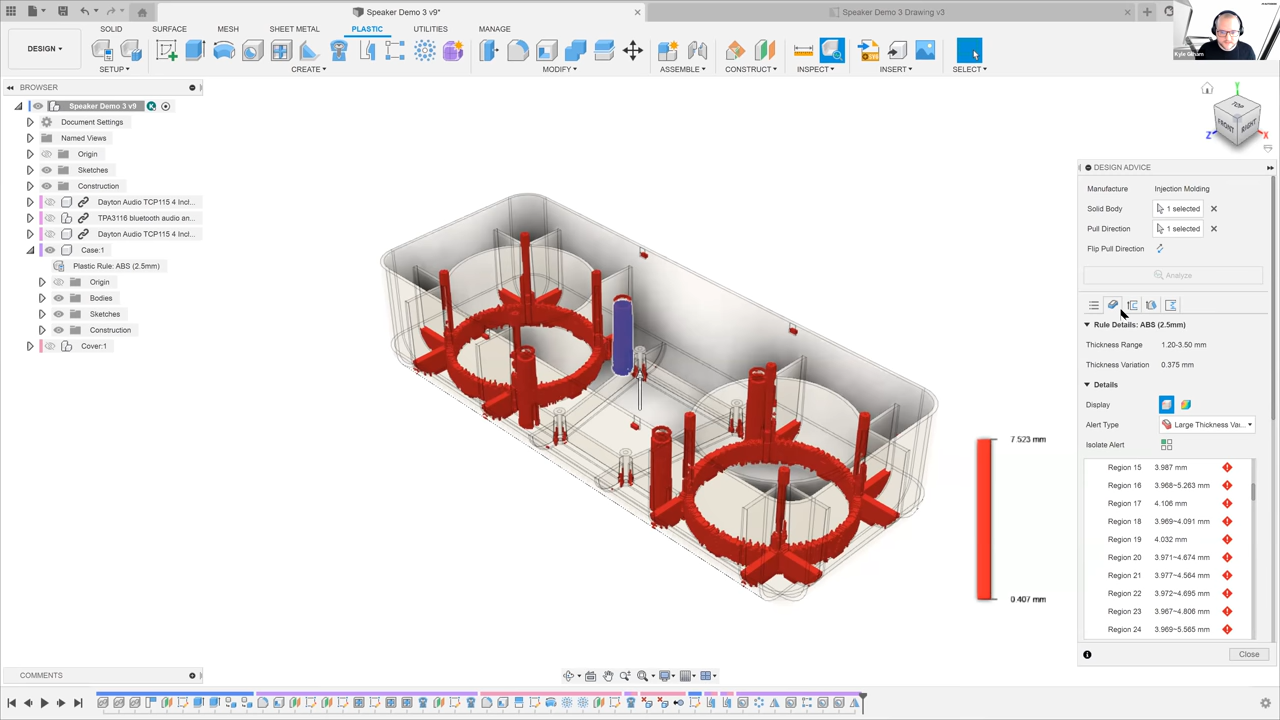 Speaker Demo 3 v9*
Speaker Demo 3 Drawing v3
DESIGN
SOLID
SURFACE
MESH
SHEET METAL
PLASTIC
UTILITIES
MANAGE
SETUP
CREATE
MODIFY
ASSEMBLE
CONSTRUCT
INSPECT
INSERT
SELECT
BROWSER
Speaker Demo 3 v9
Document Settings
Named Views
Origin
Sketches
Construction
Dayton Audio TCP115 4 Incl...
TPA3116 bluetooth audio an...
Dayton Audio TCP115 4 Incl...
Case:1
Plastic Rule: ABS (2.5mm)
Origin
Bodies
Sketches
Construction
Cover:1
TOP
FRONT
RIGHT
Y
Z
X
DESIGN ADVICE
Manufacture Injection Molding
Solid Body 1 selected
Pull Direction 1 selected
Flip Pull Direction
Analyze
Rule Details: ABS (2.5mm)
Thickness Range 1.20-3.50 mm
Thickness Variation 0.375 mm
Details
Display
Alert Type Large Thickness Vari...
Isolate Alert
Region 15 3.987 mm
Region 16 3.968~5.263 mm
Region 17 4.106 mm
Region 18 3.969~4.091 mm
Region 19 4.032 mm
Region 20 3.971~4.674 mm
Region 21 3.977~4.564 mm
Region 22 3.972~4.695 mm
Region 23 3.967~4.806 mm
Region 24 3.969~5.565 mm
Close
7.523 mm
0.407 mm
COMMENTS